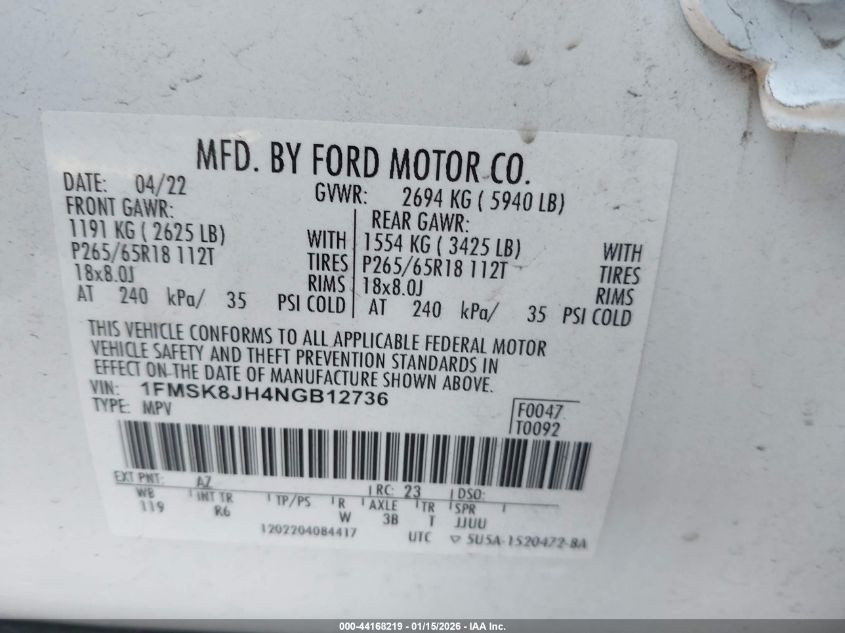 MFD. BY FORD MOTOR CO.
DATE: 04/22 GVWR: 2694 KG ( 5940 LB)
FRONT GAWR: REAR GAWR:
1191 KG ( 2625 LB) WITH 1554 KG ( 3425 LB) WITH
P265/65R18 112T TIRES P265/65R18 112T TIRES
18x8.0J RIMS 18x8.0J RIMS
AT 240 kPa/ 35 PSI COLD AT 240 kPa/ 35 PSI COLD
THIS VEHICLE CONFORMS TO ALL APPLICABLE FEDERAL MOTOR
VEHICLE SAFETY AND THEFT PREVENTION STANDARDS IN
EFFECT ON THE DATE OF MANUFACTURE SHOWN ABOVE.
VIN: 1FMSK8JH4NGB12736
TYPE: MPV
F0047
T0092
EXT PNT: AZ RC: 23 DSO:
WB INT TR TP/PS R AXLE TR SPR
119 R6 W 3B T JJUU
1202204084417 UTC ▽ 5U5A-1520472-BA
000-44168219 - 01/15/2026 - IAA Inc.